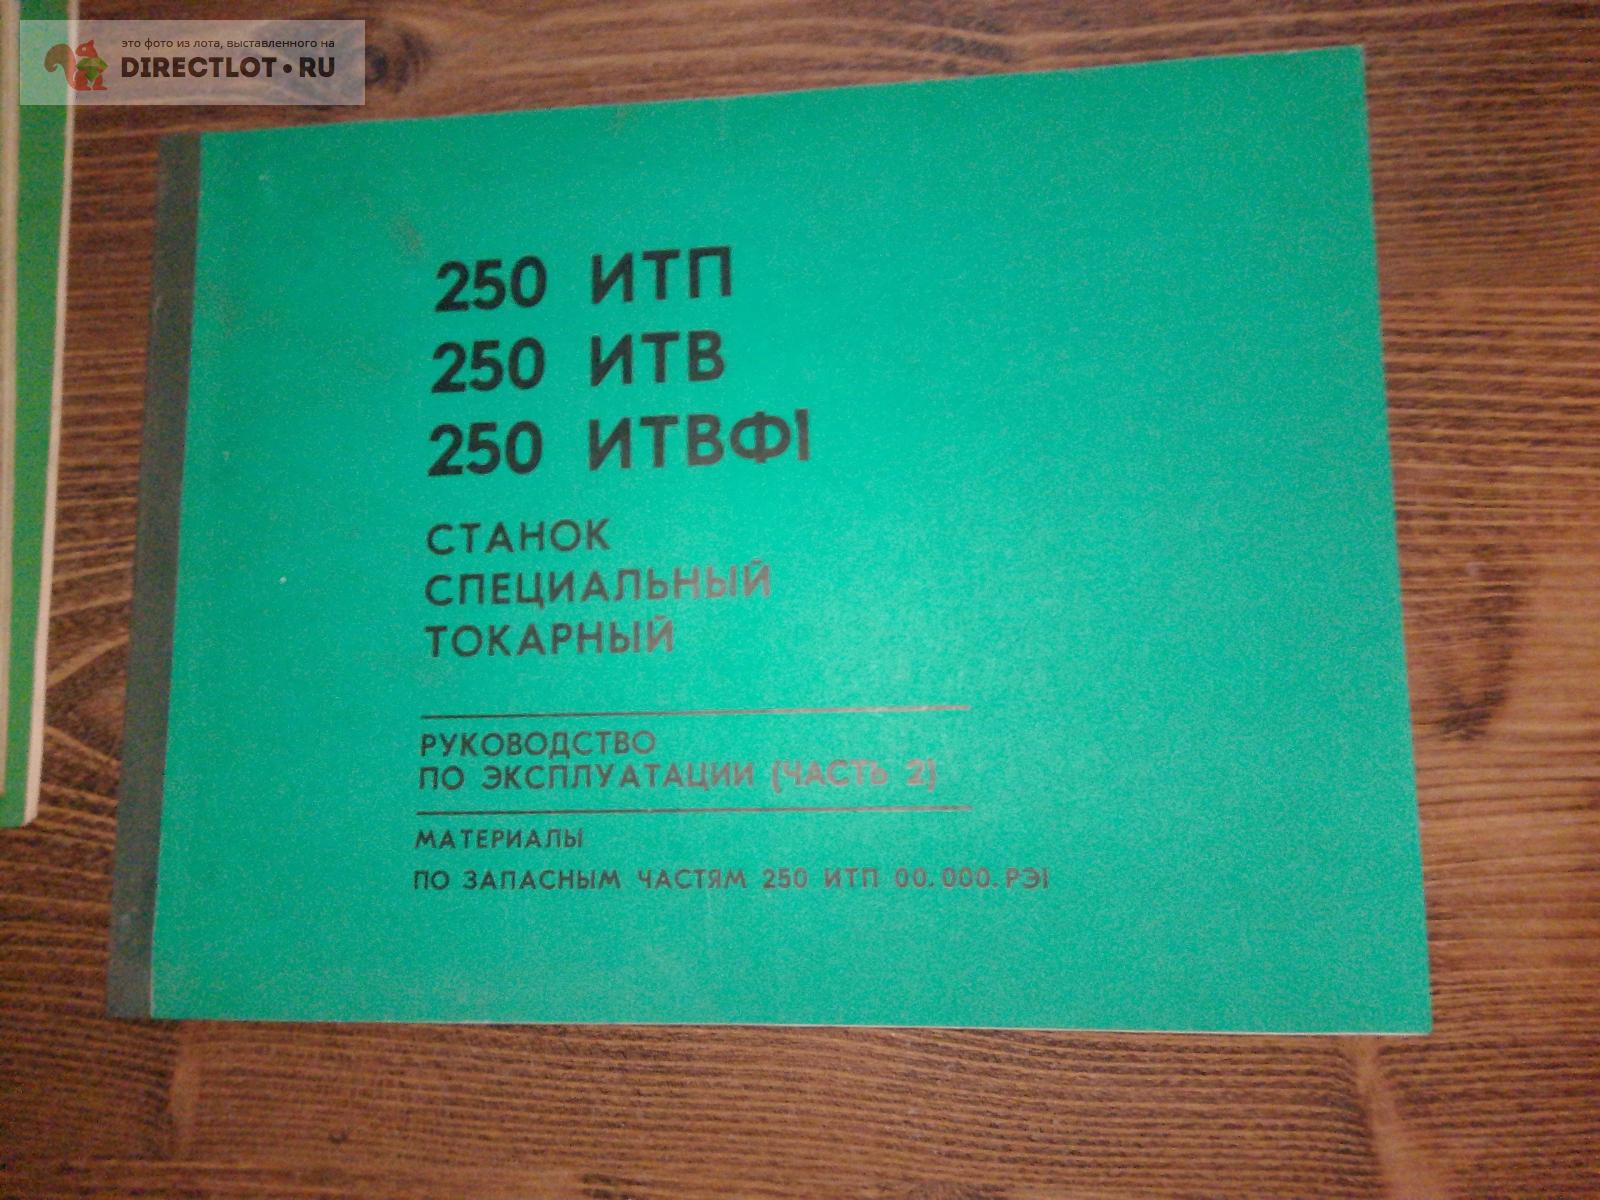 это фото из лота, выставленного на
DIRECTLOT•RU
250 ИТП
250 ИТВ
250 ИТВФ1
СТАНОК
СПЕЦИАЛЬНЫЙ
ТОКАРНЫЙ
РУКОВОДСТВО
ПО ЭКСПЛУАТАЦИИ (ЧАСТЬ 2)
МАТЕРИАЛЫ
ПО ЗАПАСНЫМ ЧАСТЯМ 250 ИТП 00.000.РЭ1